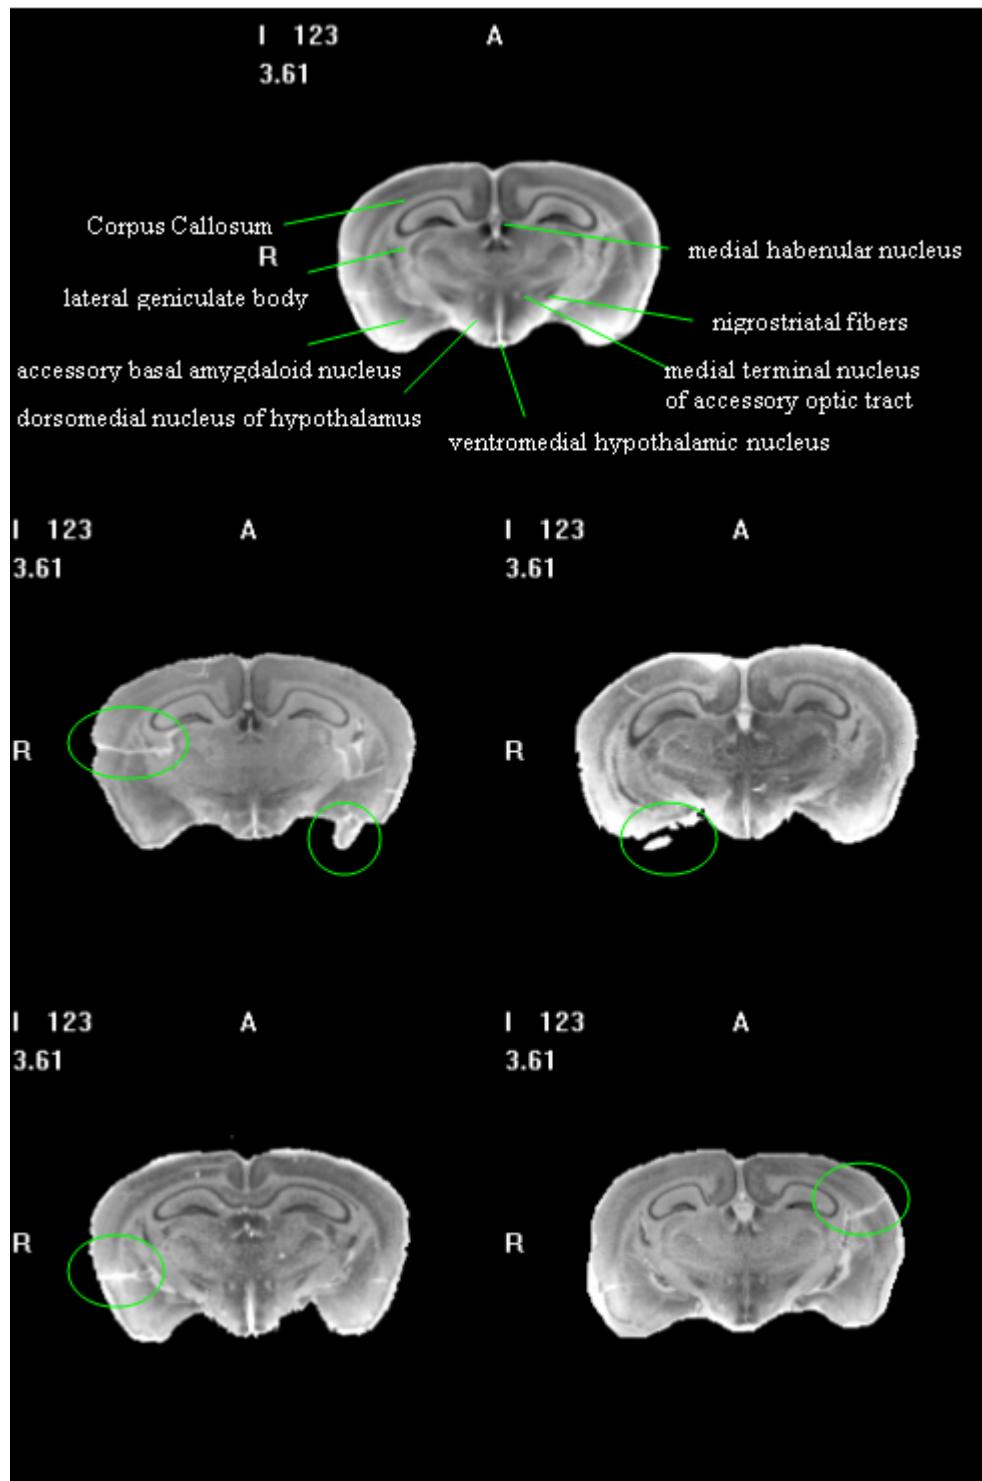 I 123 A
3.61
Corpus Callosum
R
medial habenular nucleus
lateral geniculate body
nigrostriatal fibers
accessory basal amygdaloid nucleus
medial terminal nucleus
of accessory optic tract
dorsomedial nucleus of hypothalamus
ventromedial hypothalamic nucleus
I 123 A
3.61
R
I 123 A
3.61
R
I 123 A
3.61
R
I 123 A
3.61
R